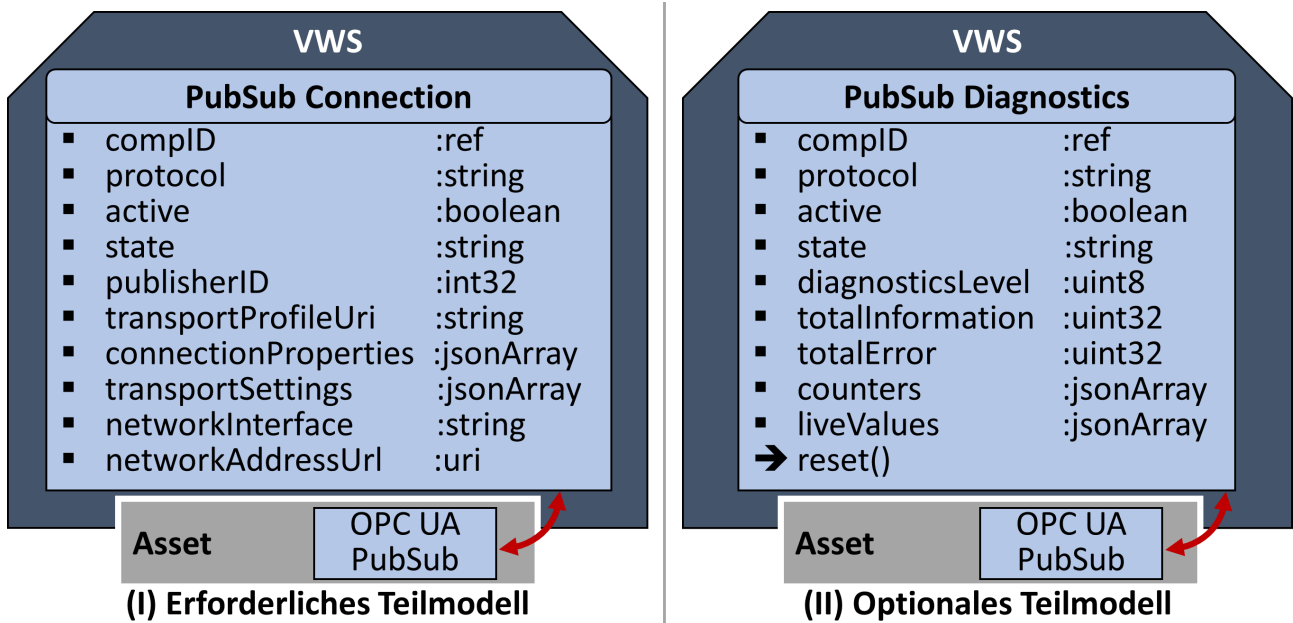 VWS
PubSub Connection
▪ compID :ref
▪ protocol :string
▪ active :boolean
▪ state :string
▪ publisherID :int32
▪ transportProfileUri :string
▪ connectionProperties :jsonArray
▪ transportSettings :jsonArray
▪ networkInterface :string
▪ networkAddressUrl :uri
Asset
OPC UA
PubSub
(I) Erforderliches Teilmodell
VWS
PubSub Diagnostics
▪ compID :ref
▪ protocol :string
▪ active :boolean
▪ state :string
▪ diagnosticsLevel :uint8
▪ totalInformation :uint32
▪ totalError :uint32
▪ counters :jsonArray
▪ liveValues :jsonArray
➔ reset()
Asset
OPC UA
PubSub
(II) Optionales Teilmodell